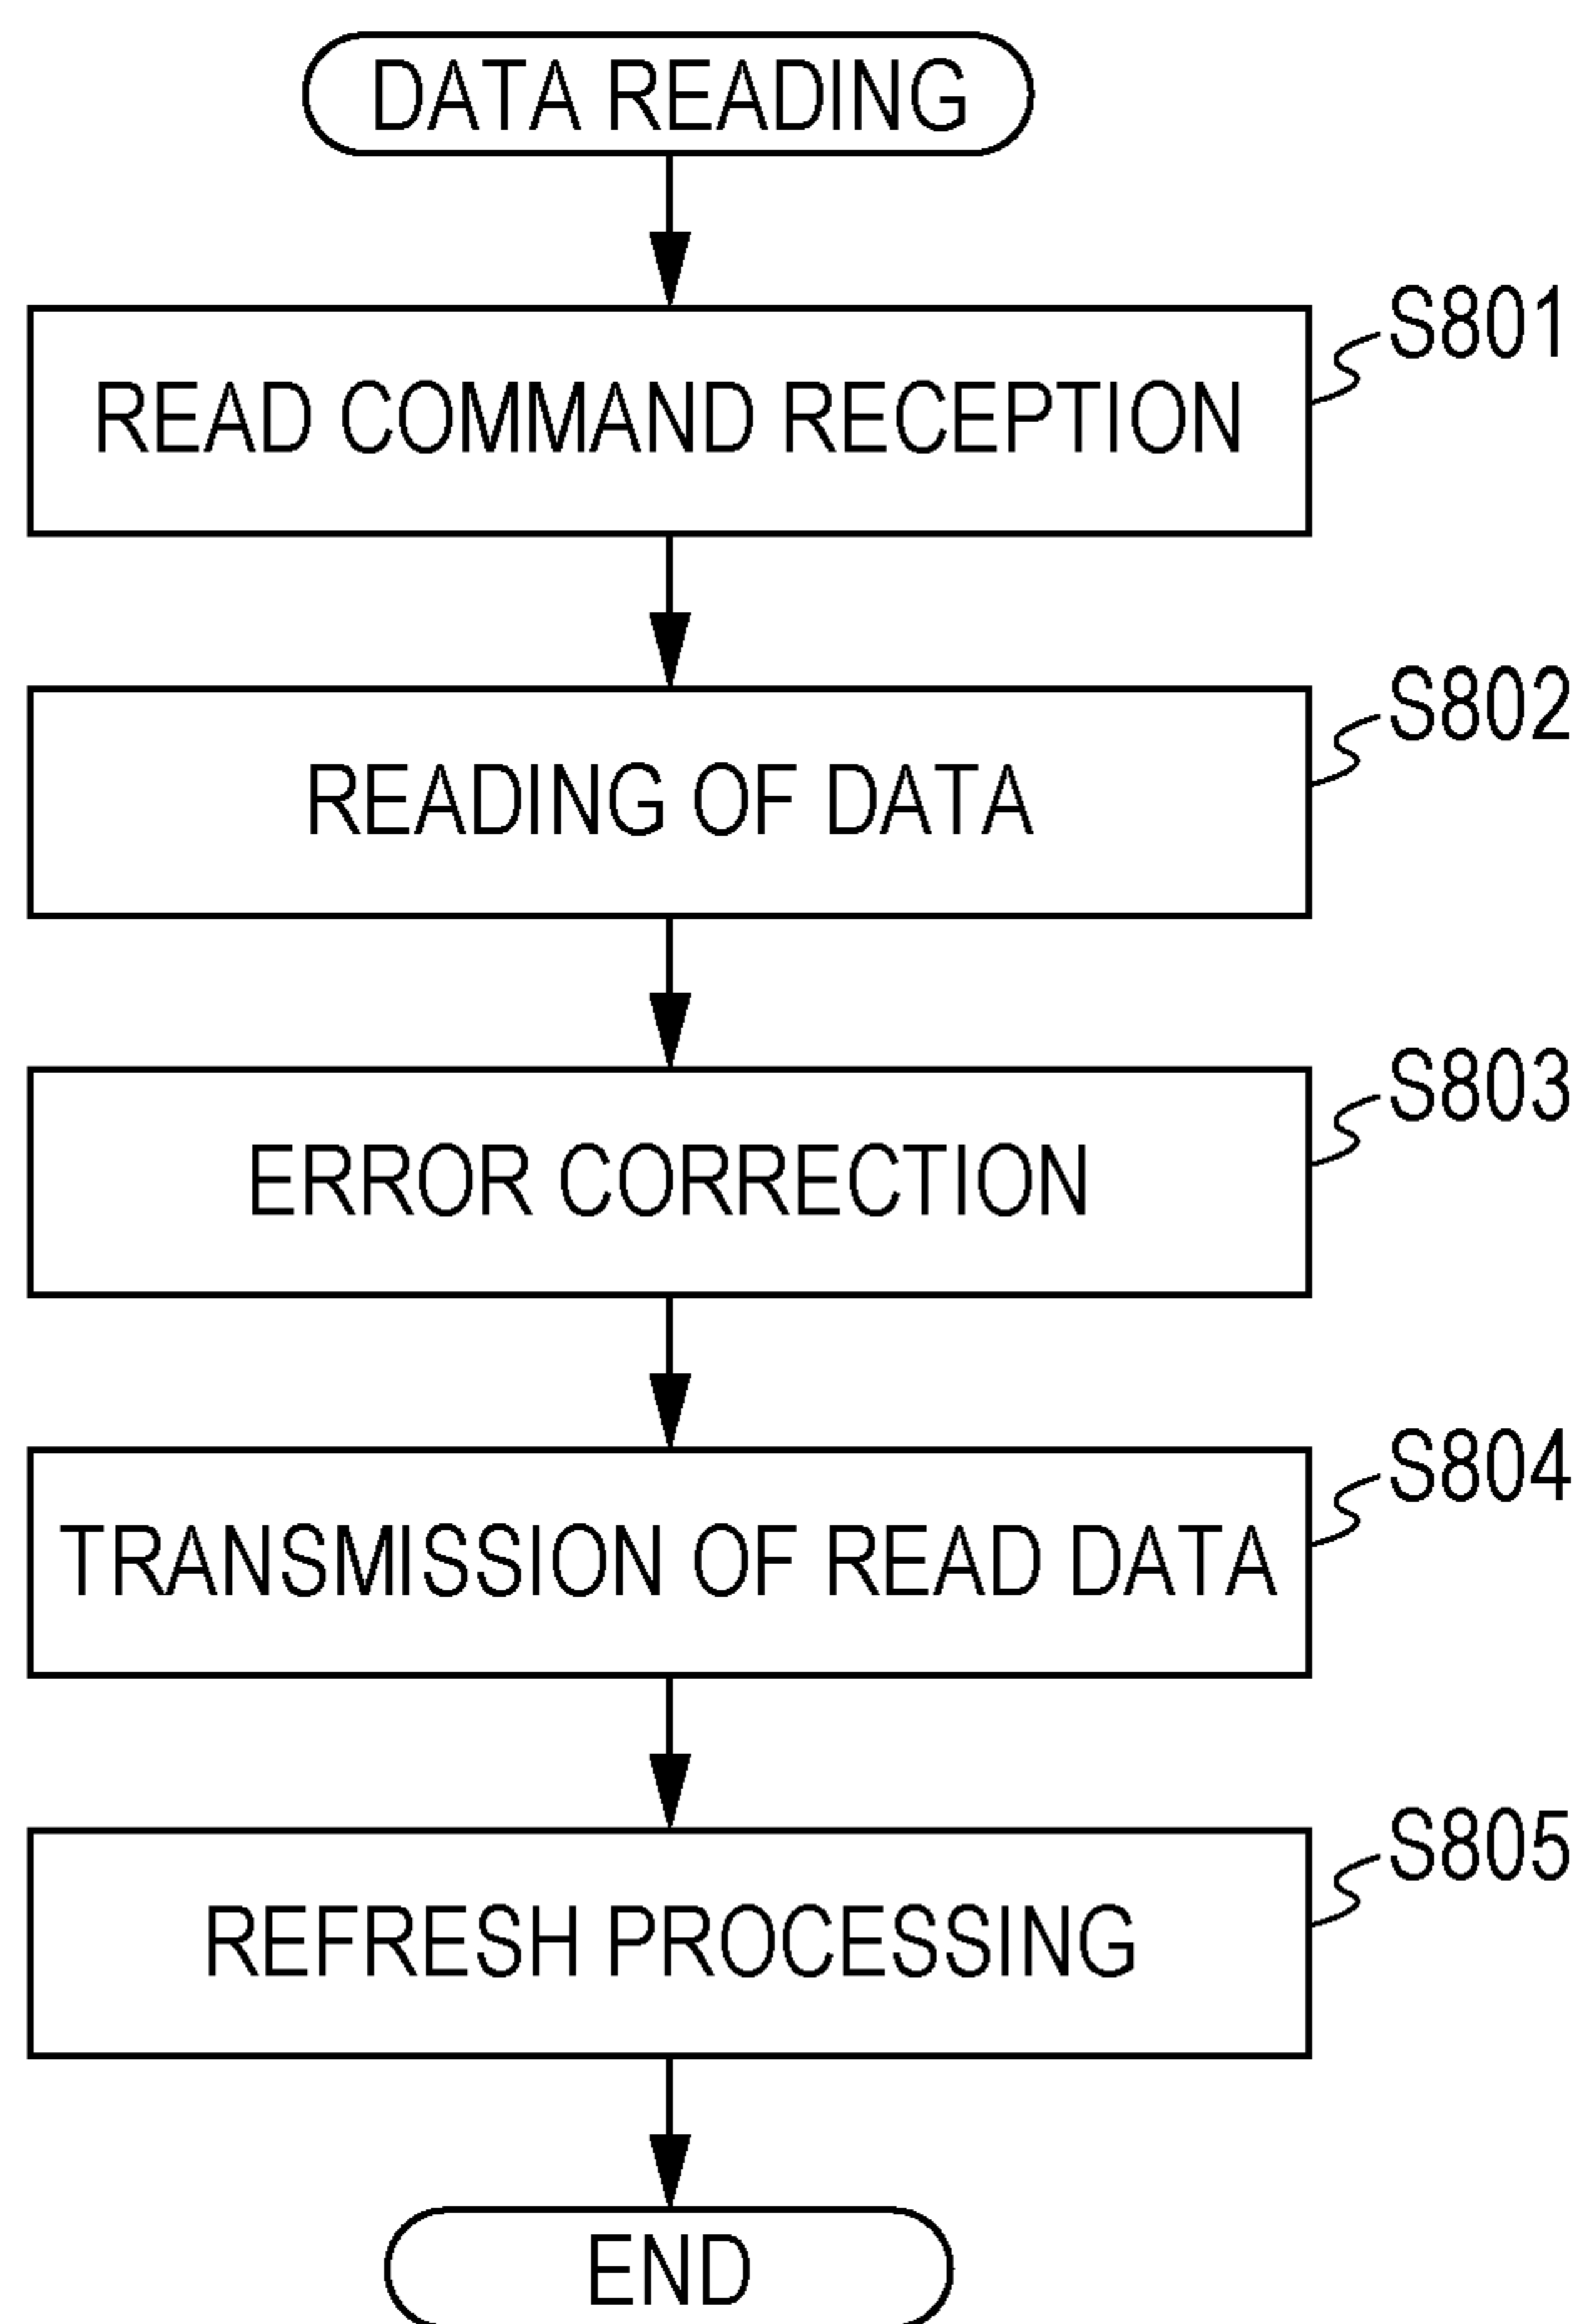 DATA READING
S801
READ COMMAND RECEPTION
S802
READING OF DATA
S803
ERROR CORRECTION
S804
TRANSMISSION OF READ DATA
S805
REFRESH PROCESSING
END